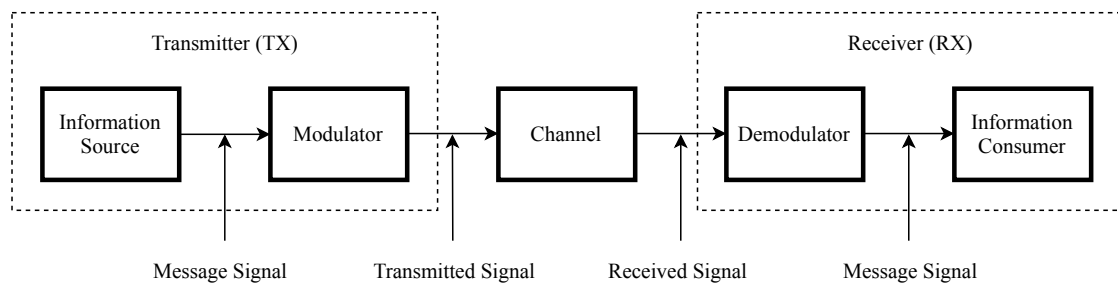 Transmitter (TX)
Receiver (RX)
Information
Source
Modulator
Channel
Demodulator
Information
Consumer
Message Signal
Transmitted Signal
Received Signal
Message Signal